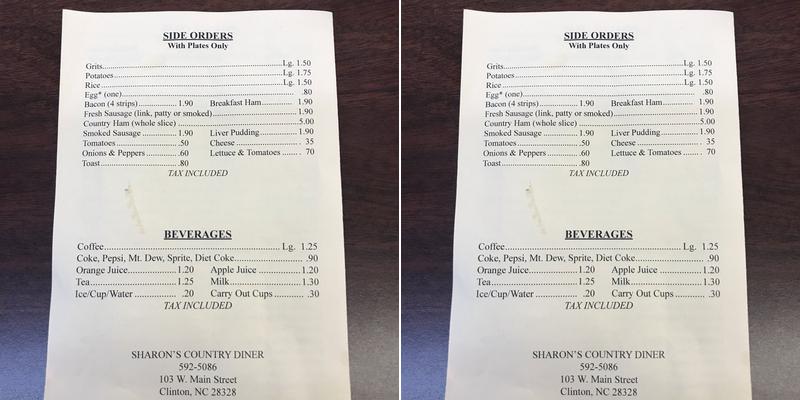 SIDE ORDERS
With Plates Only
Grits Lg. 1.50
Potatoes Lg. 1.75
Rice Lg. 1.50
Egg* (one) .80
Bacon (4 strips) 1.90 Breakfast Ham 1.90
Fresh Sausage (link, patty or smoked) 1.90
Country Ham (whole slice) 5.00
Smoked Sausage 1.90 Liver Pudding 1.90
Tomatoes .50 Cheese . 35
Onions & Peppers .60 Lettuce & Tomatoes . 70
Toast .80
TAX INCLUDED
BEVERAGES
Coffee Lg. 1.25
Coke, Pepsi, Mt. Dew, Sprite, Diet Coke .90
Orange Juice 1.20 Apple Juice 1.20
Tea 1.25 Milk 1.30
Ice/Cup/Water .20 Carry Out Cups .30
TAX INCLUDED
SHARON'S COUNTRY DINER
592-5086
103 W. Main Street
Clinton, NC 28328
SIDE ORDERS
With Plates Only
Grits Lg. 1.50
Potatoes Lg. 1.75
Rice Lg. 1.50
Egg* (one) .80
Bacon (4 strips) 1.90 Breakfast Ham 1.90
Fresh Sausage (link, patty or smoked) 1.90
Country Ham (whole slice) 5.00
Smoked Sausage 1.90 Liver Pudding 1.90
Tomatoes .50 Cheese . 35
Onions & Peppers .60 Lettuce & Tomatoes . 70
Toast .80
TAX INCLUDED
BEVERAGES
Coffee Lg. 1.25
Coke, Pepsi, Mt. Dew, Sprite, Diet Coke .90
Orange Juice 1.20 Apple Juice 1.20
Tea 1.25 Milk 1.30
Ice/Cup/Water .20 Carry Out Cups .30
TAX INCLUDED
SHARON'S COUNTRY DINER
592-5086
103 W. Main Street
Clinton, NC 28328